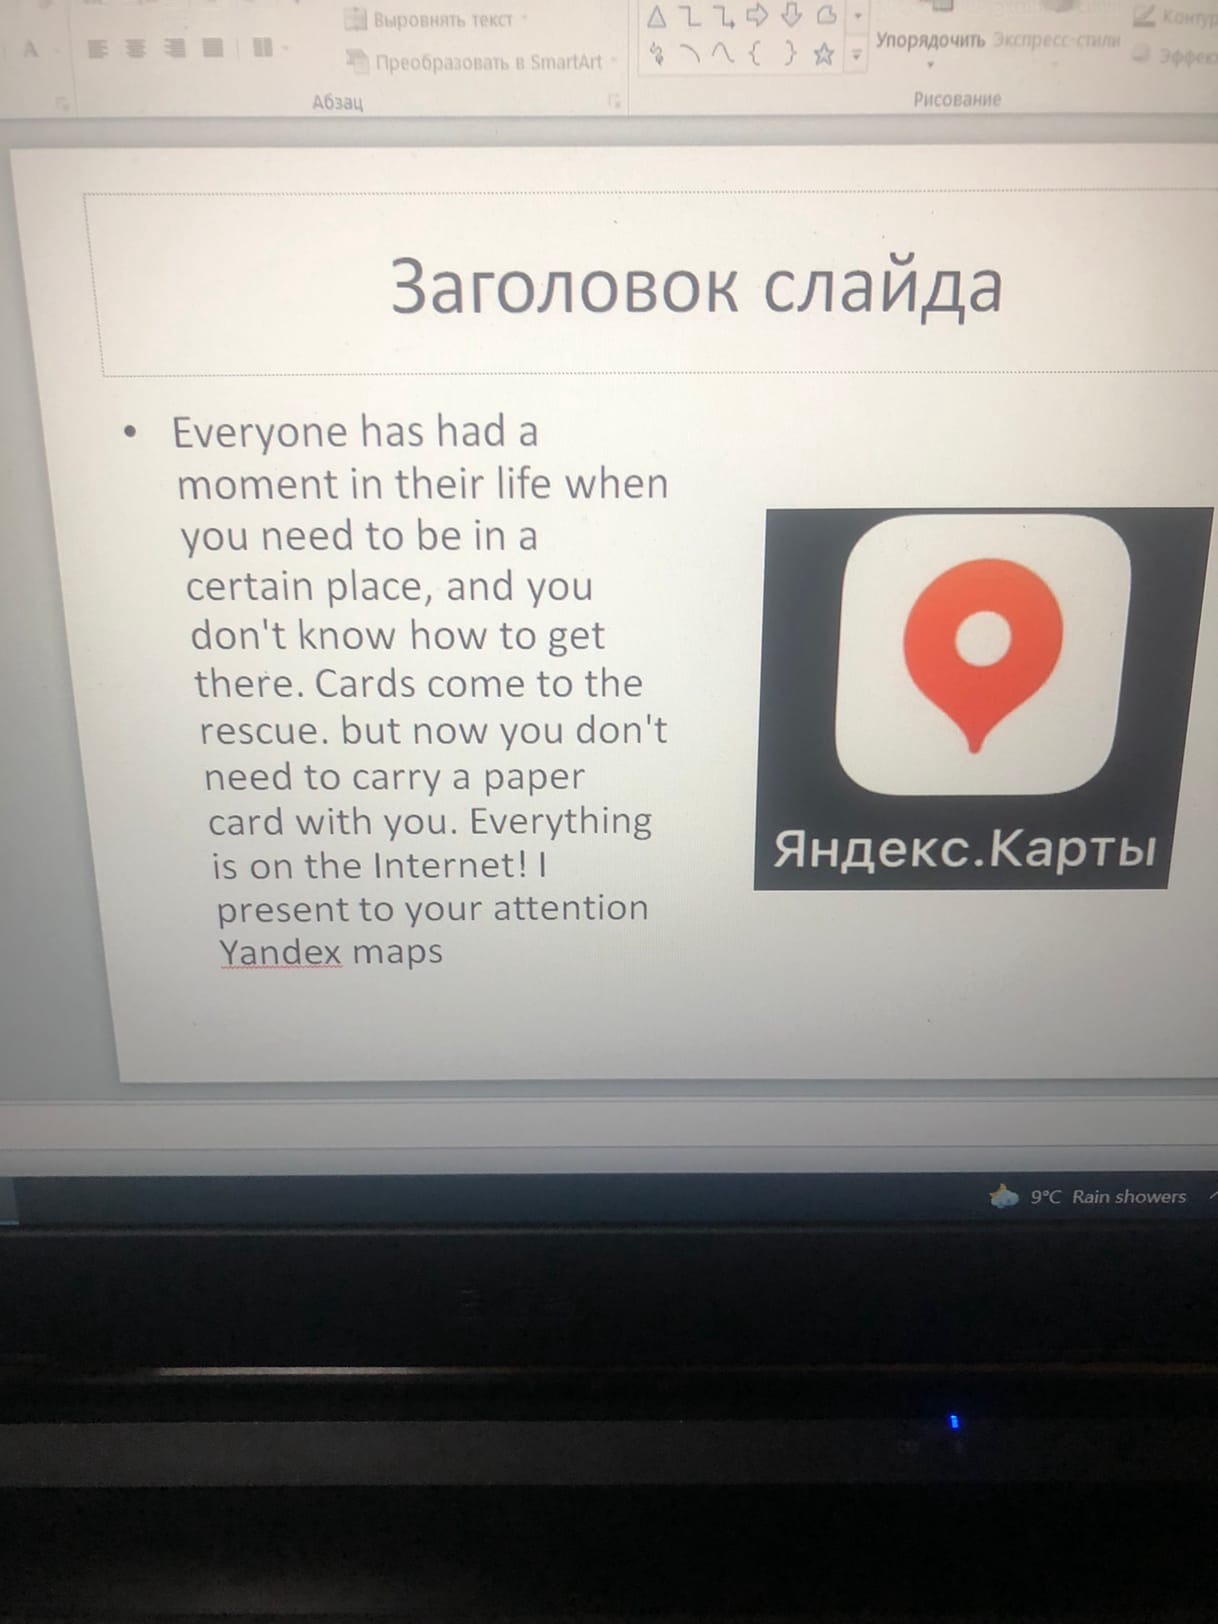 Выровнять текст
А
Преобразовать в SmartArt
Абзац
Упорядочить
Экспресс-стили
Рисование
Заголовок слайда
• Everyone has had a
moment in their life when
you need to be in a
certain place, and you
don't know how to get
there. Cards come to the
rescue. but now you don't
need to carry a paper
card with you. Everything
is on the Internet! I
present to your attention
Yandex maps
Яндекс.Карты
9°C Rain showers